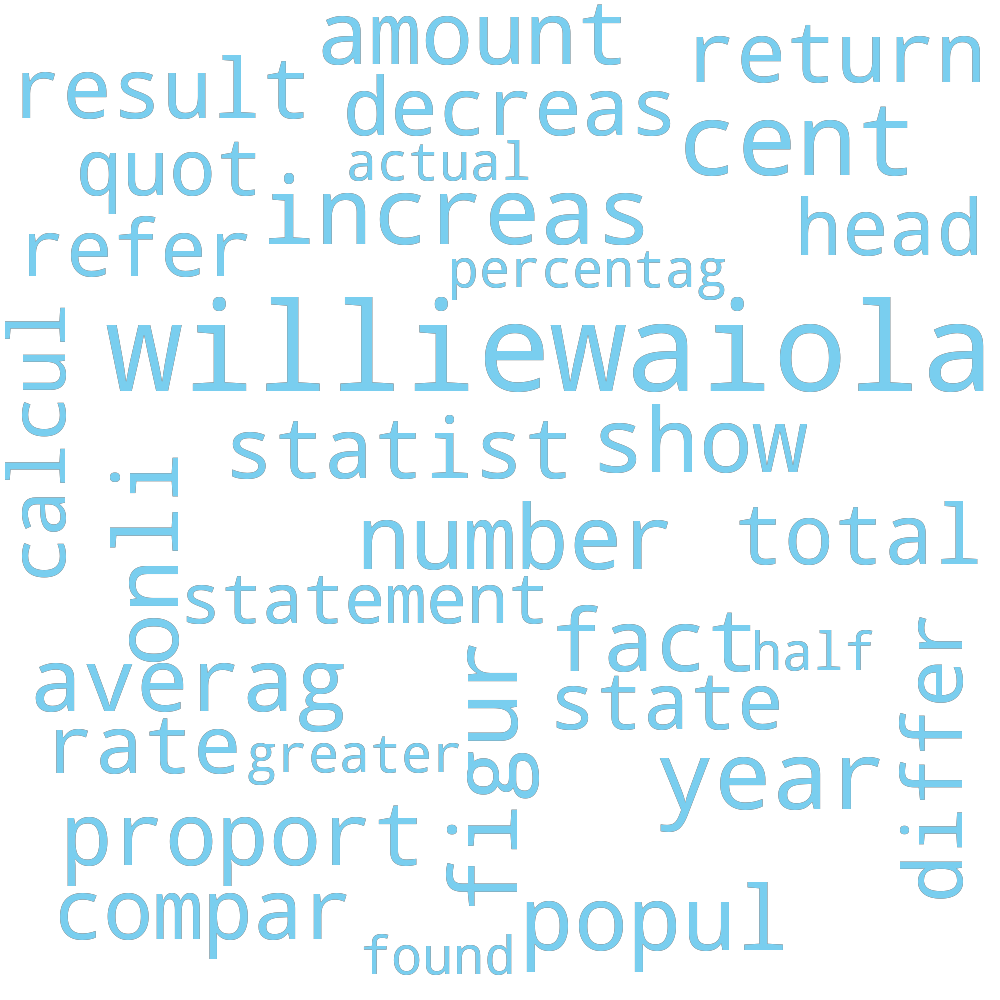 amount
return
result
decreas
cent
quot
actual
increas
head
refer
percentag
williewaiola
calcul
statist
show
onli
number
total
statement
fact
half
differ
averag
state
figur
rate
greater
year
proport
compar
popul
found